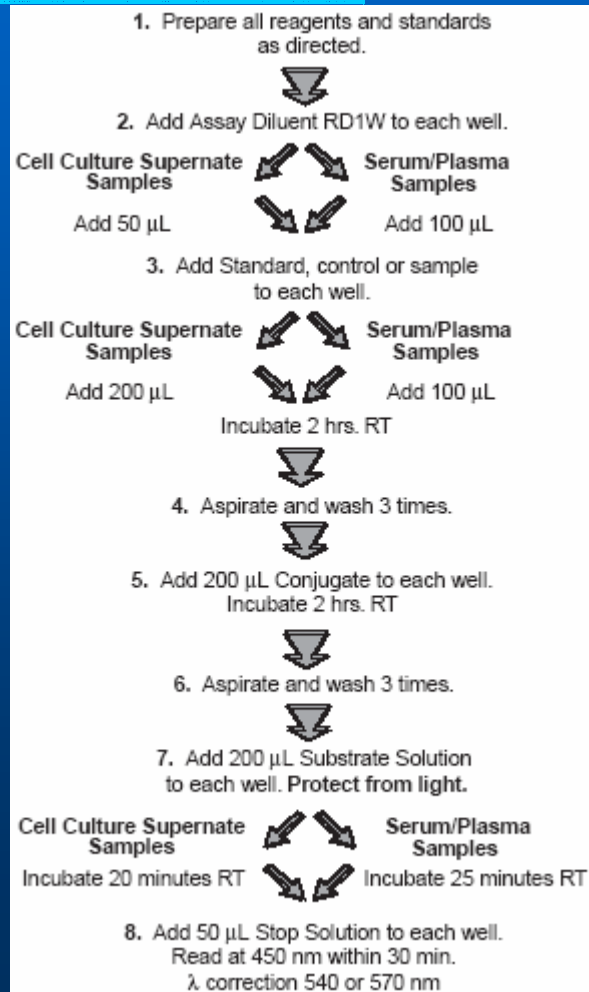 1. Prepare all reagents and standards
as directed.
2. Add Assay Diluent RD1W to each well.
Cell Culture Supernate
Samples
Add 50 µL
Serum/Plasma
Samples
Add 100 µL
3. Add Standard, control or sample
to each well.
Cell Culture Supernate
Samples
Add 200 µL
Serum/Plasma
Samples
Add 100 µL
Incubate 2 hrs. RT
4. Aspirate and wash 3 times.
5. Add 200 µL Conjugate to each well.
Incubate 2 hrs. RT
6. Aspirate and wash 3 times.
7. Add 200 µL Substrate Solution
to each well. Protect from light.
Cell Culture Supernate
Samples
Incubate 20 minutes RT
Serum/Plasma
Samples
Incubate 25 minutes RT
8. Add 50 µL Stop Solution to each well.
Read at 450 nm within 30 min.
λ correction 540 or 570 nm